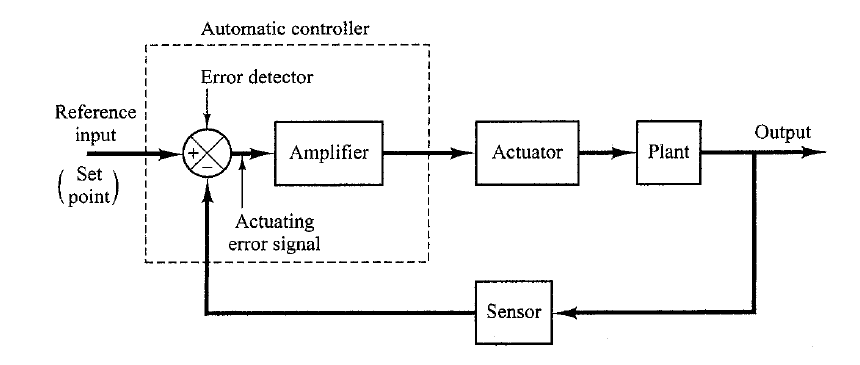 Automatic controller
Error detector
Reference
input
( Set
point )
+
−
Amplifier
Actuator
Plant
Output
Actuating
error signal
Sensor